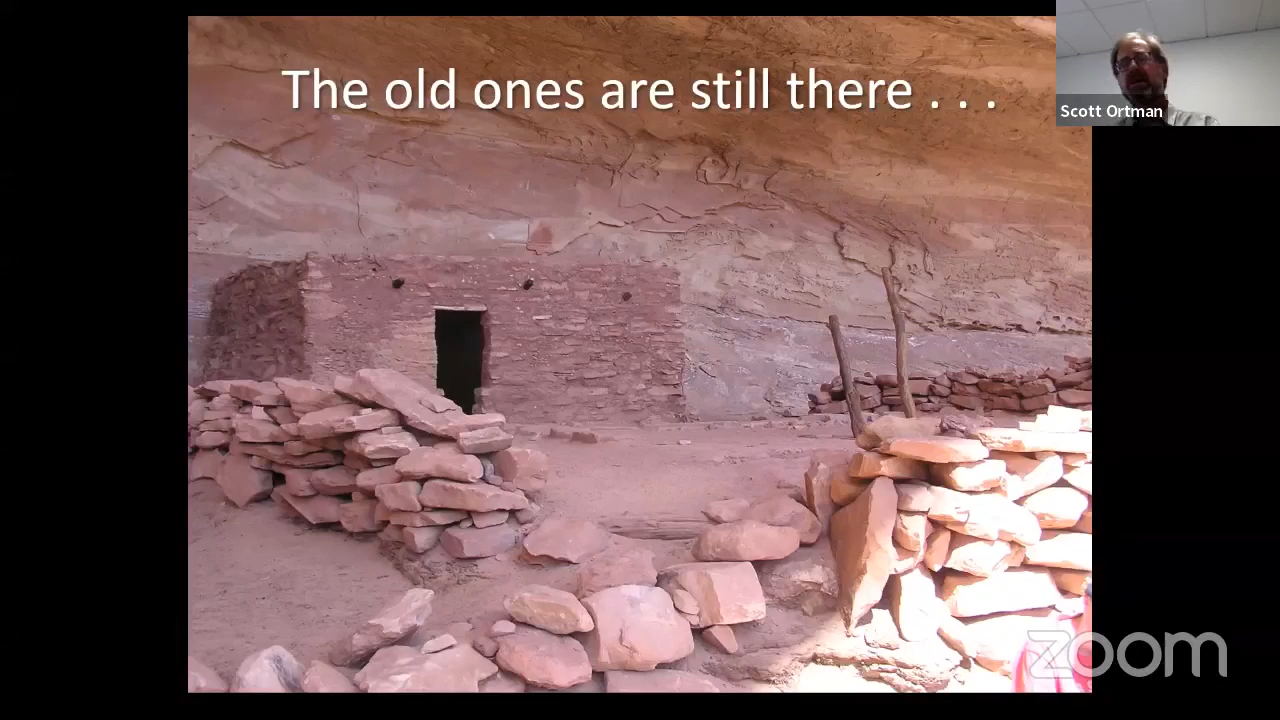 The old ones are still there . . .
Scott Ortman
zoom